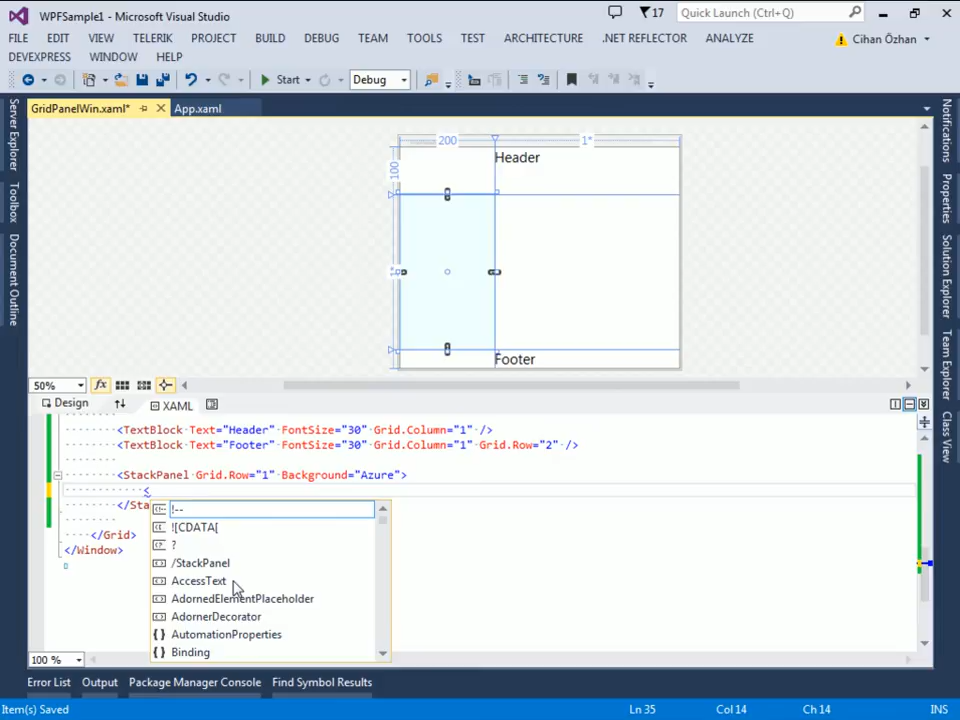 WPFSample1 - Microsoft Visual Studio
17
Quick Launch (Ctrl+Q)
FILE EDIT VIEW TELERIK PROJECT BUILD DEBUG TEAM TOOLS TEST ARCHITECTURE .NET REFLECTOR ANALYZE
Cihan Özhan
DEVEXPRESS WINDOW HELP
Start
Debug
GridPanelWin.xaml*
App.xaml
Server Explorer
Toolbox
Document Outline
Notifications
Properties
Solution Explorer
Team Explorer
Class View
200
1*
100
Header
1*
Footer
50%
fx
Design
XAML
<TextBlock Text="Header" FontSize="30" Grid.Column="1" />
<TextBlock Text="Footer" FontSize="30" Grid.Column="1" Grid.Row="2" />
<StackPanel Grid.Row="1" Background="Azure">
<
</Sta
</Grid>
</Window>
!--
![CDATA[
?
/StackPanel
AccessText
AdornedElementPlaceholder
AdornerDecorator
AutomationProperties
Binding
100 %
Error List Output Package Manager Console Find Symbol Results
Item(s) Saved
Ln 35 Col 14 Ch 14 INS